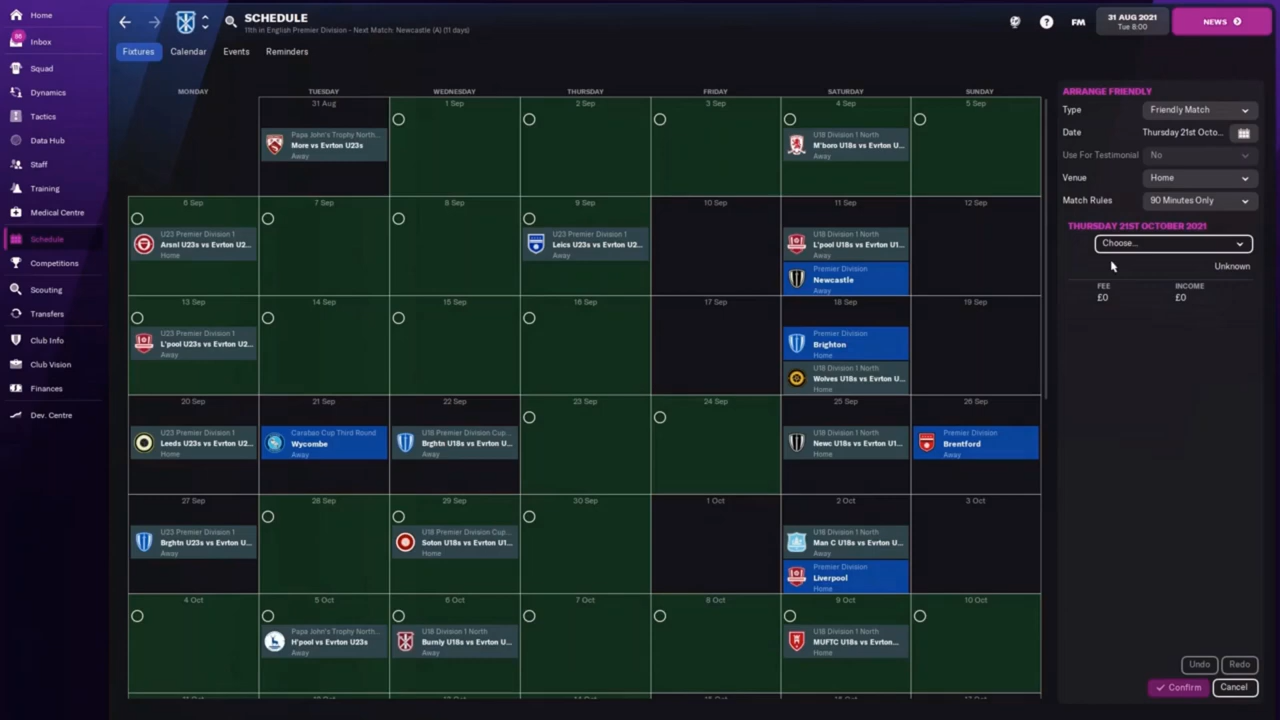 Home
Inbox
Squad
Dynamics
Tactics
Data Hub
Staff
Training
Medical Centre
Schedule
Competitions
Scouting
Transfers
Club Info
Club Vision
Finances
Dev. Centre
SCHEDULE
11th in English Premier Division - Next Match: Newcastle (A) (11 days)
FM
31 AUG 2021
Tue 8:00
NEWS
Fixtures Calendar Events Reminders
MONDAY TUESDAY WEDNESDAY THURSDAY FRIDAY SATURDAY SUNDAY
31 Aug 1 Sep 2 Sep 3 Sep 4 Sep 5 Sep
Papa John's Trophy North...
More vs Evrton U23s
Away
U18 Division 1 North
M'boro U18s vs Evrton U...
Away
6 Sep 7 Sep 8 Sep 9 Sep 10 Sep 11 Sep 12 Sep
U23 Premier Division 1
Arsnl U23s vs Evrton U2...
Home
U23 Premier Division 1
Leics U23s vs Evrton U2...
Away
U18 Division 1 North
L'pool U18s vs Evrton U1...
Premier Division
Newcastle
Away
13 Sep 14 Sep 15 Sep 16 Sep 17 Sep 18 Sep 19 Sep
U23 Premier Division 1
L'pool U23s vs Evrton U2...
Away
Premier Division
Brighton
Home
U18 Division 1 North
Wolves U18s vs Evrton U...
Home
20 Sep 21 Sep 22 Sep 23 Sep 24 Sep 25 Sep 26 Sep
U23 Premier Division 1
Leeds U23s vs Evrton U2...
Home
Carabao Cup Third Round
Wycombe
Away
U18 Premier Division Cup...
Brghtn U18s vs Evrton U...
Away
U18 Division 1 North
Newc U18s vs Evrton U1...
Home
Premier Division
Brentford
Away
27 Sep 28 Sep 29 Sep 30 Sep 1 Oct 2 Oct 3 Oct
U23 Premier Division 1
Brghtn U23s vs Evrton U...
Away
U18 Premier Division Cup...
Soton U18s vs Evrton U1...
Home
U18 Division 1 North
Man C U18s vs Evrton U...
Away
Premier Division
Liverpool
Home
4 Oct 5 Oct 6 Oct 7 Oct 8 Oct 9 Oct 10 Oct
Papa John's Trophy North...
H'pool vs Evrton U23s
Away
U18 Division 1 North
Burnly U18s vs Evrton U...
Away
U18 Division 1 North
MUFTC U18s vs Evrton...
Home
ARRANGE FRIENDLY
Type Friendly Match
Date Thursday 21st Octo...
Use For Testimonial No
Venue Home
Match Rules 90 Minutes Only
THURSDAY 21ST OCTOBER 2021
Choose...
Unknown
FEE INCOME
£0 £0
Undo Redo
Confirm Cancel